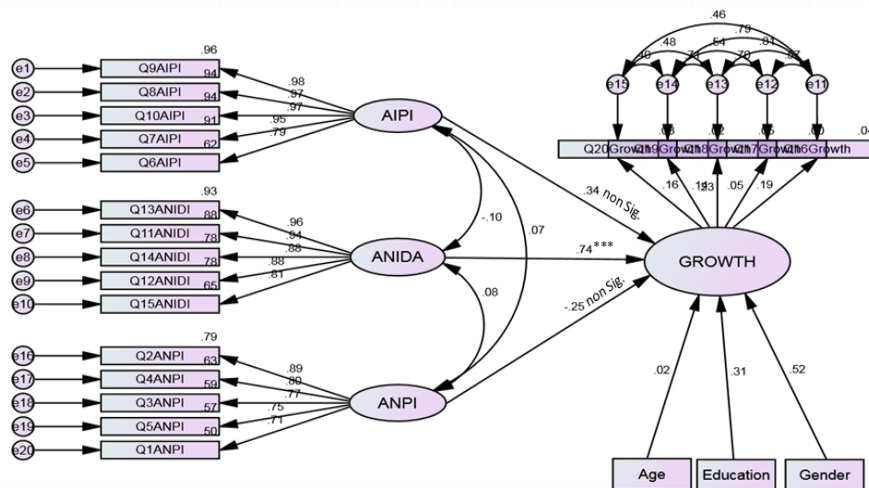 .96
e1 Q9AIPI .98
.94
e2 Q8AIPI .97
.94
e3 Q10AIPI .97
.91
e4 Q7AIPI .95
.62
e5 Q6AIPI .79
AIPI
.93
e6 Q13ANIDI .96
.88
e7 Q11ANIDI .94
.78
e8 Q14ANIDI .88
.78
e9 Q12ANIDI .88
.65
e10 Q15ANIDI .81
ANIDA
.79
e16 Q2ANPI .89
.63
e17 Q4ANPI .80
.59
e18 Q3ANPI .77
.57
e19 Q5ANPI .75
.50
e20 Q1ANPI .71
ANPI
-.10
.07
.08
.34 non Sig.
.74***
-.25 non Sig.
.46
.79
.48 .54 .81
e15 e14 e13 e12 e11
.04
Q20Growth Growth Growth Growth Q16Growth
.16 .05 .19
GROWTH
.02 .31 .52
Age Education Gender